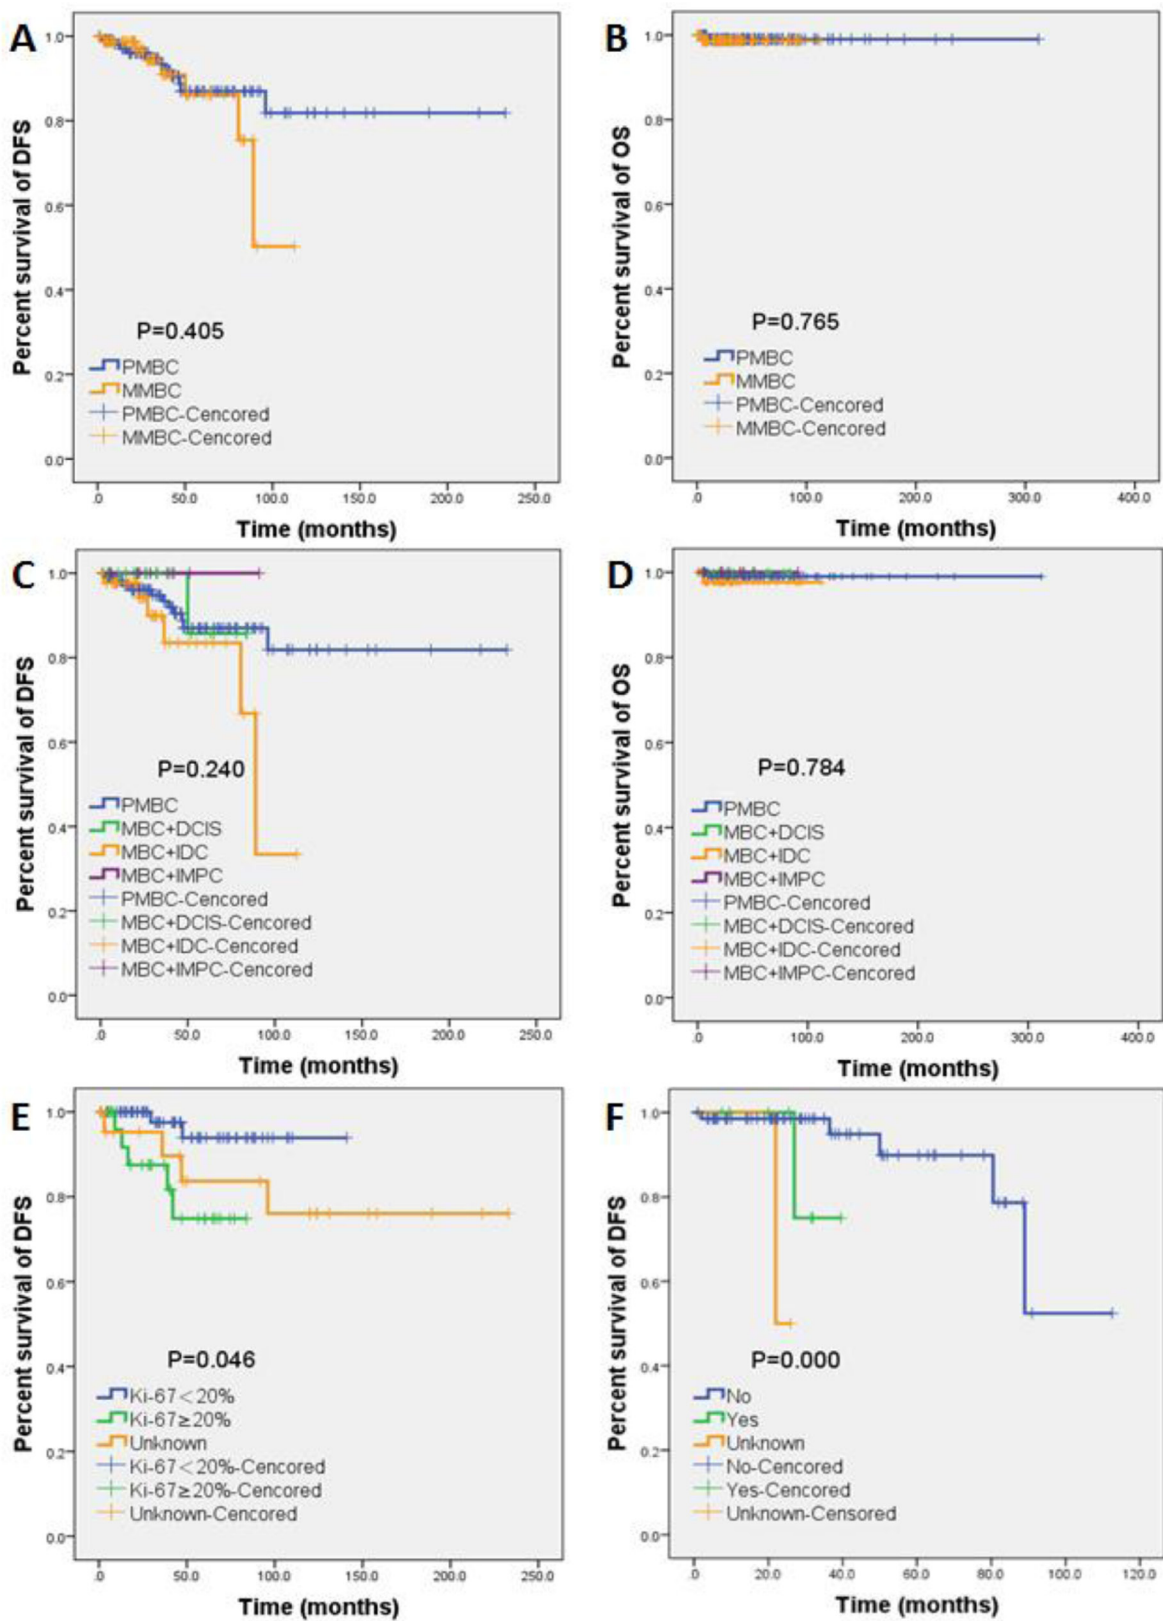 A
Percent survival of DFS
1.0
0.8
0.6
0.4
0.2
0.0
P=0.405
PMBC
MMBC
PMBC-Cencored
MMBC-Cencored
.0 50.0 100.0 150.0 200.0 250.0
Time (months)
B
Percent survival of OS
1.0
0.8
0.6
0.4
0.2
0.0
P=0.765
PMBC
MMBC
PMBC-Cencored
MMBC-Cencored
.0 100.0 200.0 300.0 400.0
Time (months)
C
Percent survival of DFS
1.0
0.8
0.6
0.4
0.2
0.0
P=0.240
PMBC
MBC+DCIS
MBC+IDC
MBC+IMPC
PMBC-Cencored
MBC+DCIS-Cencored
MBC+IDC-Cencored
MBC+IMPC-Cencored
.0 50.0 100.0 150.0 200.0 250.0
Time (months)
D
Percent survival of OS
1.0
0.8
0.6
0.4
0.2
0.0
P=0.784
PMBC
MBC+DCIS
MBC+IDC
MBC+IMPC
PMBC-Cencored
MBC+DCIS-Cencored
MBC+IDC-Cencored
MBC+IMPC-Cencored
.0 100.0 200.0 300.0 400.0
Time (months)
E
Percent survival of DFS
1.0
0.8
0.6
0.4
0.2
0.0
P=0.046
Ki-67＜20%
Ki-67≥20%
Unknown
Ki-67＜20%-Cencored
Ki-67≥20%-Cencored
Unknown-Cencored
.0 50.0 100.0 150.0 200.0 250.0
Time (months)
F
Percent survival of DFS
1.0
0.8
0.6
0.4
0.2
0.0
P=0.000
No
Yes
Unknown
No-Cencored
Yes-Cencored
Unknown-Censored
.0 20.0 40.0 60.0 80.0 100.0 120.0
Time (months)